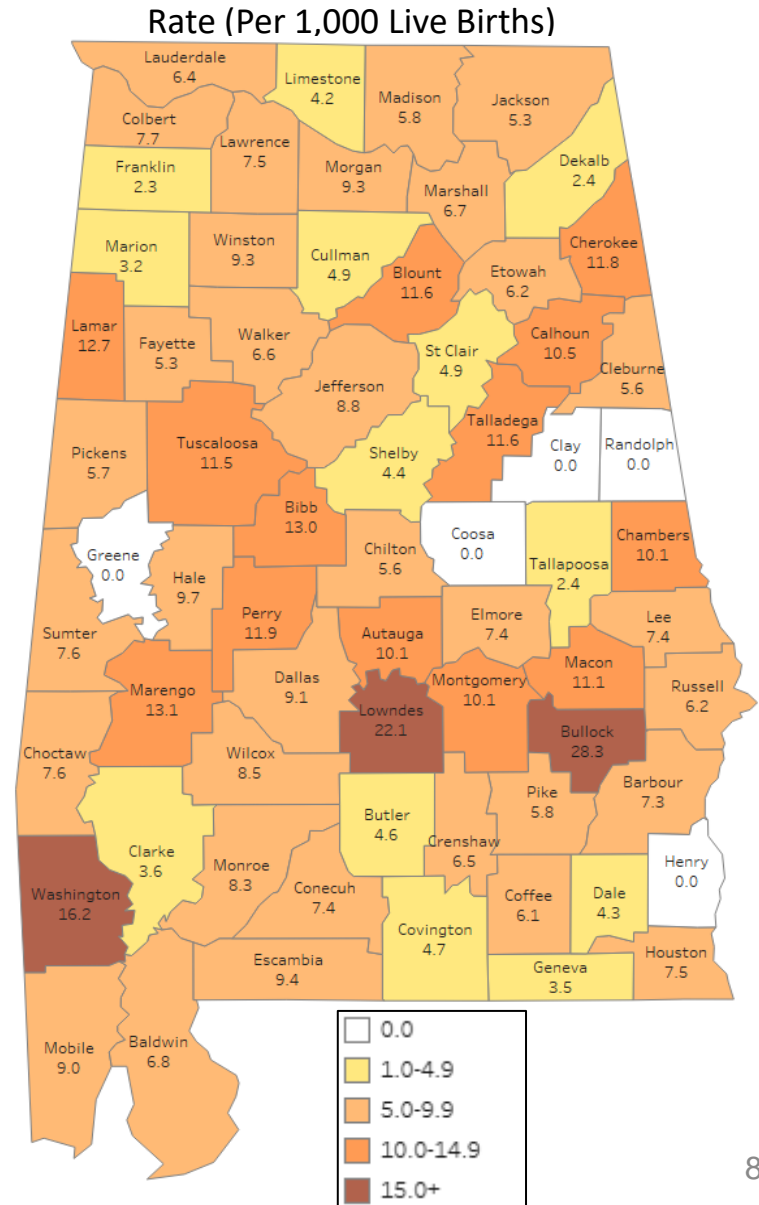 Rate (Per 1,000 Live Births)
Lauderdale
6.4
Limestone
4.2
Madison
5.8
Jackson
5.3
Colbert
7.7
Lawrence
7.5
Franklin
2.3
Morgan
9.3
Marshall
6.7
Dekalb
2.4
Marion
3.2
Winston
9.3
Cullman
4.9
Blount
11.6
Etowah
6.2
Cherokee
11.8
Lamar
12.7
Fayette
5.3
Walker
6.6
Jefferson
8.8
St Clair
4.9
Calhoun
10.5
Cleburne
5.6
Pickens
5.7
Tuscaloosa
11.5
Shelby
4.4
Talladega
11.6
Clay
0.0
Randolph
0.0
Bibb
13.0
Greene
0.0
Hale
9.7
Chilton
5.6
Coosa
0.0
Tallapoosa
2.4
Chambers
10.1
Sumter
7.6
Perry
11.9
Autauga
10.1
Elmore
7.4
Lee
7.4
Marengo
13.1
Dallas
9.1
Lowndes
22.1
Montgomery
10.1
Macon
11.1
Russell
6.2
Bullock
28.3
Choctaw
7.6
Wilcox
8.5
Butler
4.6
Crenshaw
6.5
Pike
5.8
Barbour
7.3
Clarke
3.6
Washington
16.2
Monroe
8.3
Conecuh
7.4
Covington
4.7
Coffee
6.1
Dale
4.3
Henry
0.0
Escambia
9.4
Geneva
3.5
Houston
7.5
Mobile
9.0
Baldwin
6.8
0.0
1.0-4.9
5.0-9.9
10.0-14.9
15.0+
8